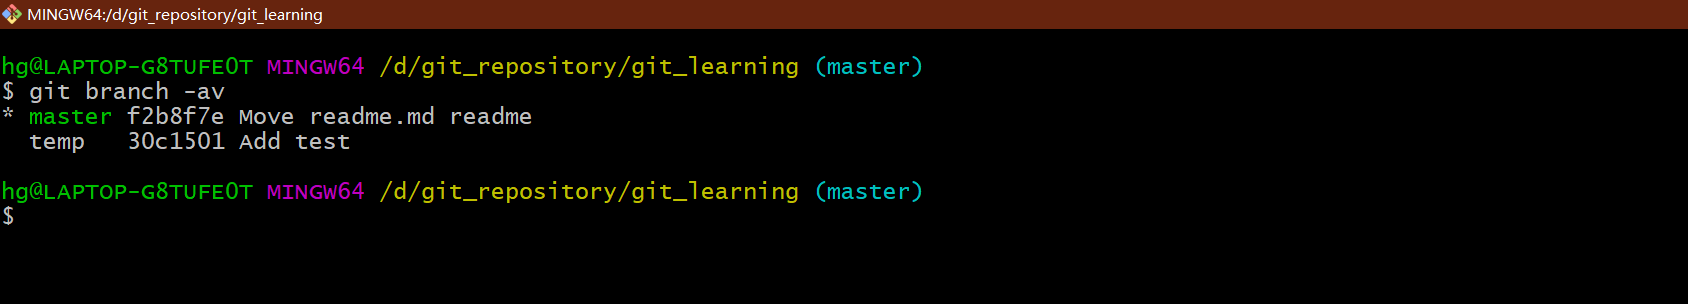 MINGW64:/d/git_repository/git_learning
hg@LAPTOP-G8TUFE0T MINGW64 /d/git_repository/git_learning (master)
$ git branch -av
* master f2b8f7e Move readme.md readme
  temp   30c1501 Add test
hg@LAPTOP-G8TUFE0T MINGW64 /d/git_repository/git_learning (master)
$